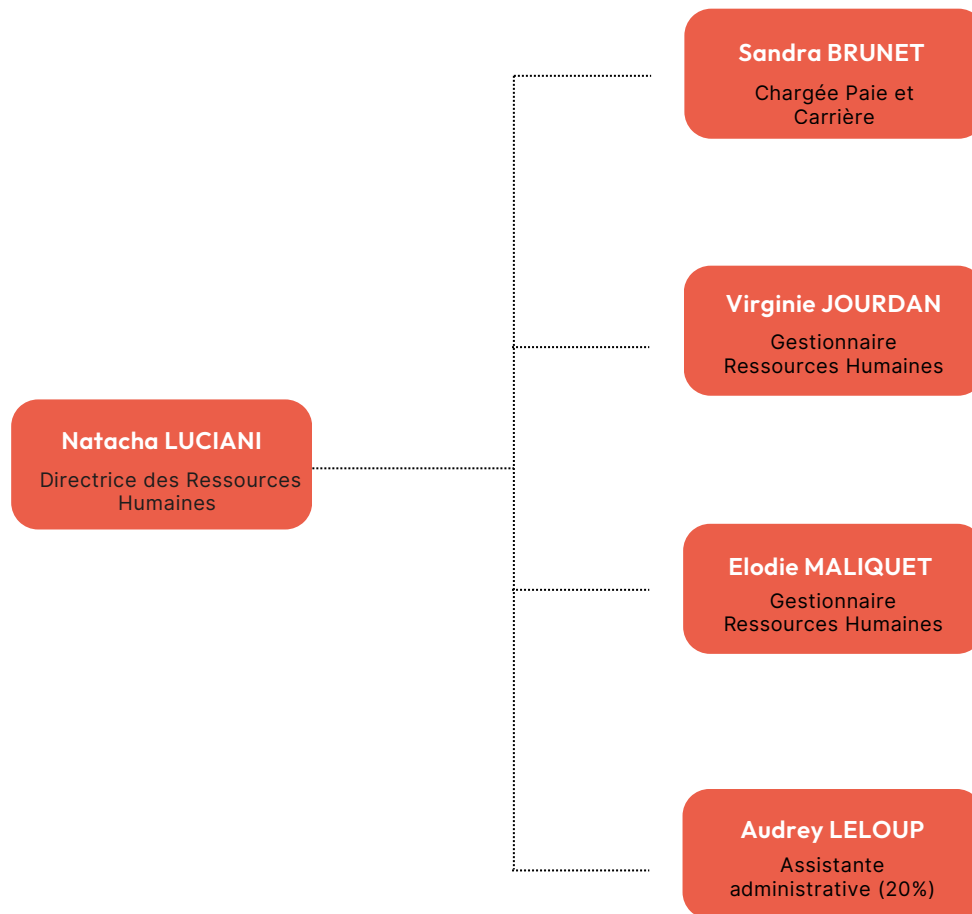 Sandra BRUNET
Chargée Paie et
Carrière
Virginie JOURDAN
Gestionnaire
Ressources Humaines
Natacha LUCIANI
Directrice des Ressources
Humaines
Elodie MALIQUET
Gestionnaire
Ressources Humaines
Audrey LELOUP
Assistante
administrative (20%)